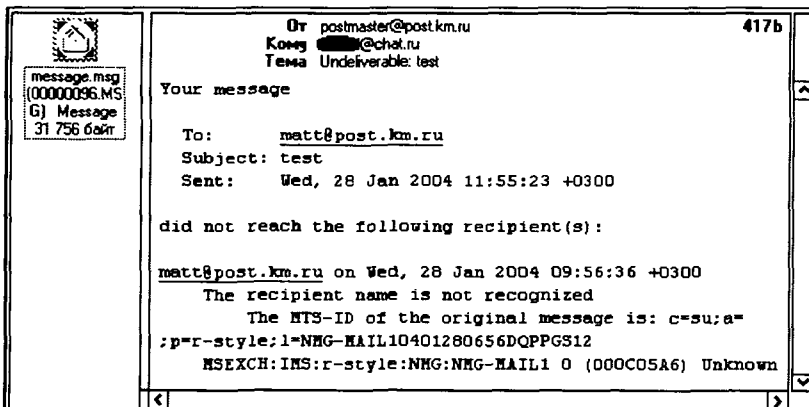 От postmaster@post.km.ru
417b
Кому @chat.ru
Тема Undeliverable: test
message.msg
(00000096.MS
G) Message
31 756 байт
Your message
To: matt@post.km.ru
Subject: test
Sent: Wed, 28 Jan 2004 11:55:23 +0300
did not reach the following recipient(s):
matt@post.km.ru on Wed, 28 Jan 2004 09:56:36 +0300
The recipient name is not recognized
The MTS-ID of the original message is: c=su;a=
;p=r-style;l=NMG-MAIL10401280656DQPPGS12
MSEXCH:IMS:r-style:NMG:NMG-MAIL1 0 (000C05A6) Unknown